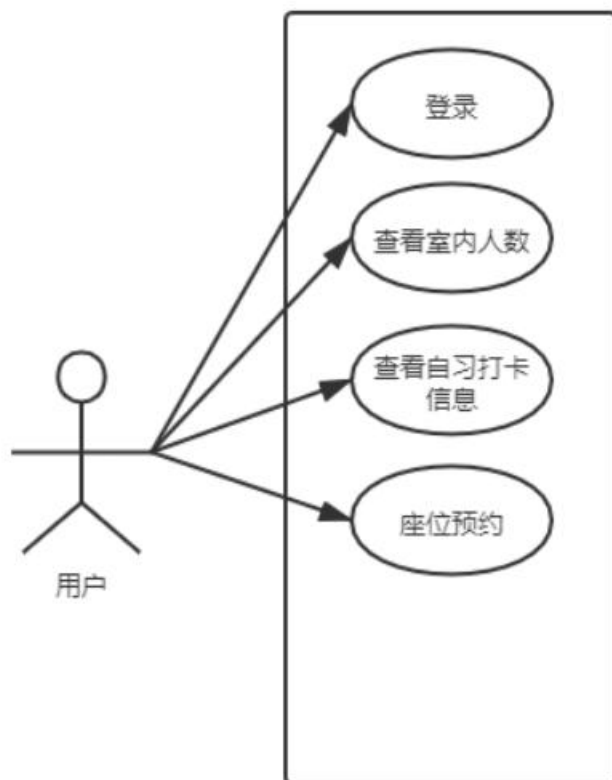 登录
查看室内人数
查看自习打卡
信息
座位预约
用户